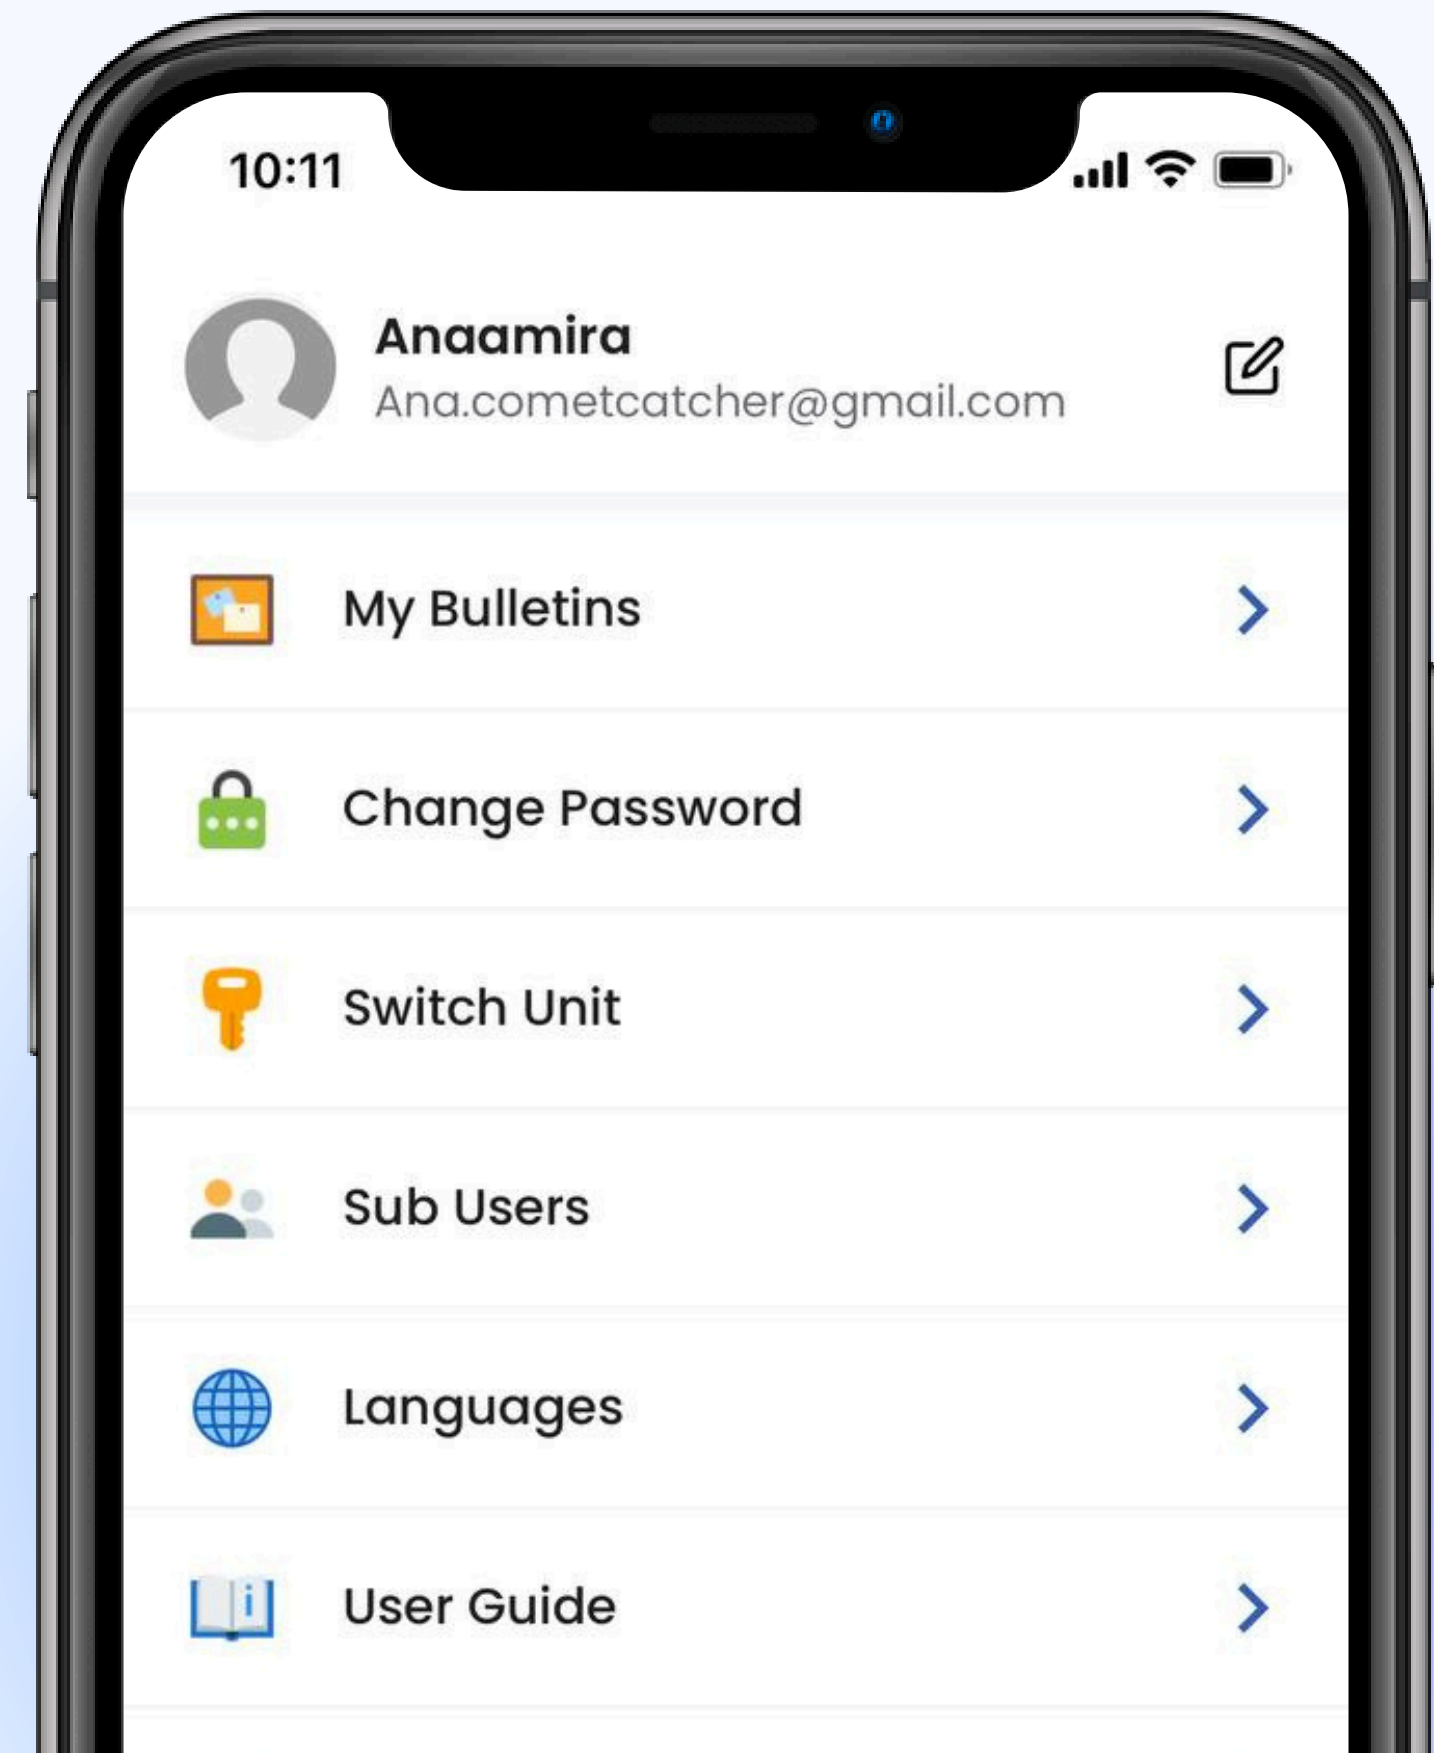 10:11
Anaamira
Ana.cometcatcher@gmail.com
My Bulletins
Change Password
Switch Unit
Sub Users
Languages
i
User Guide